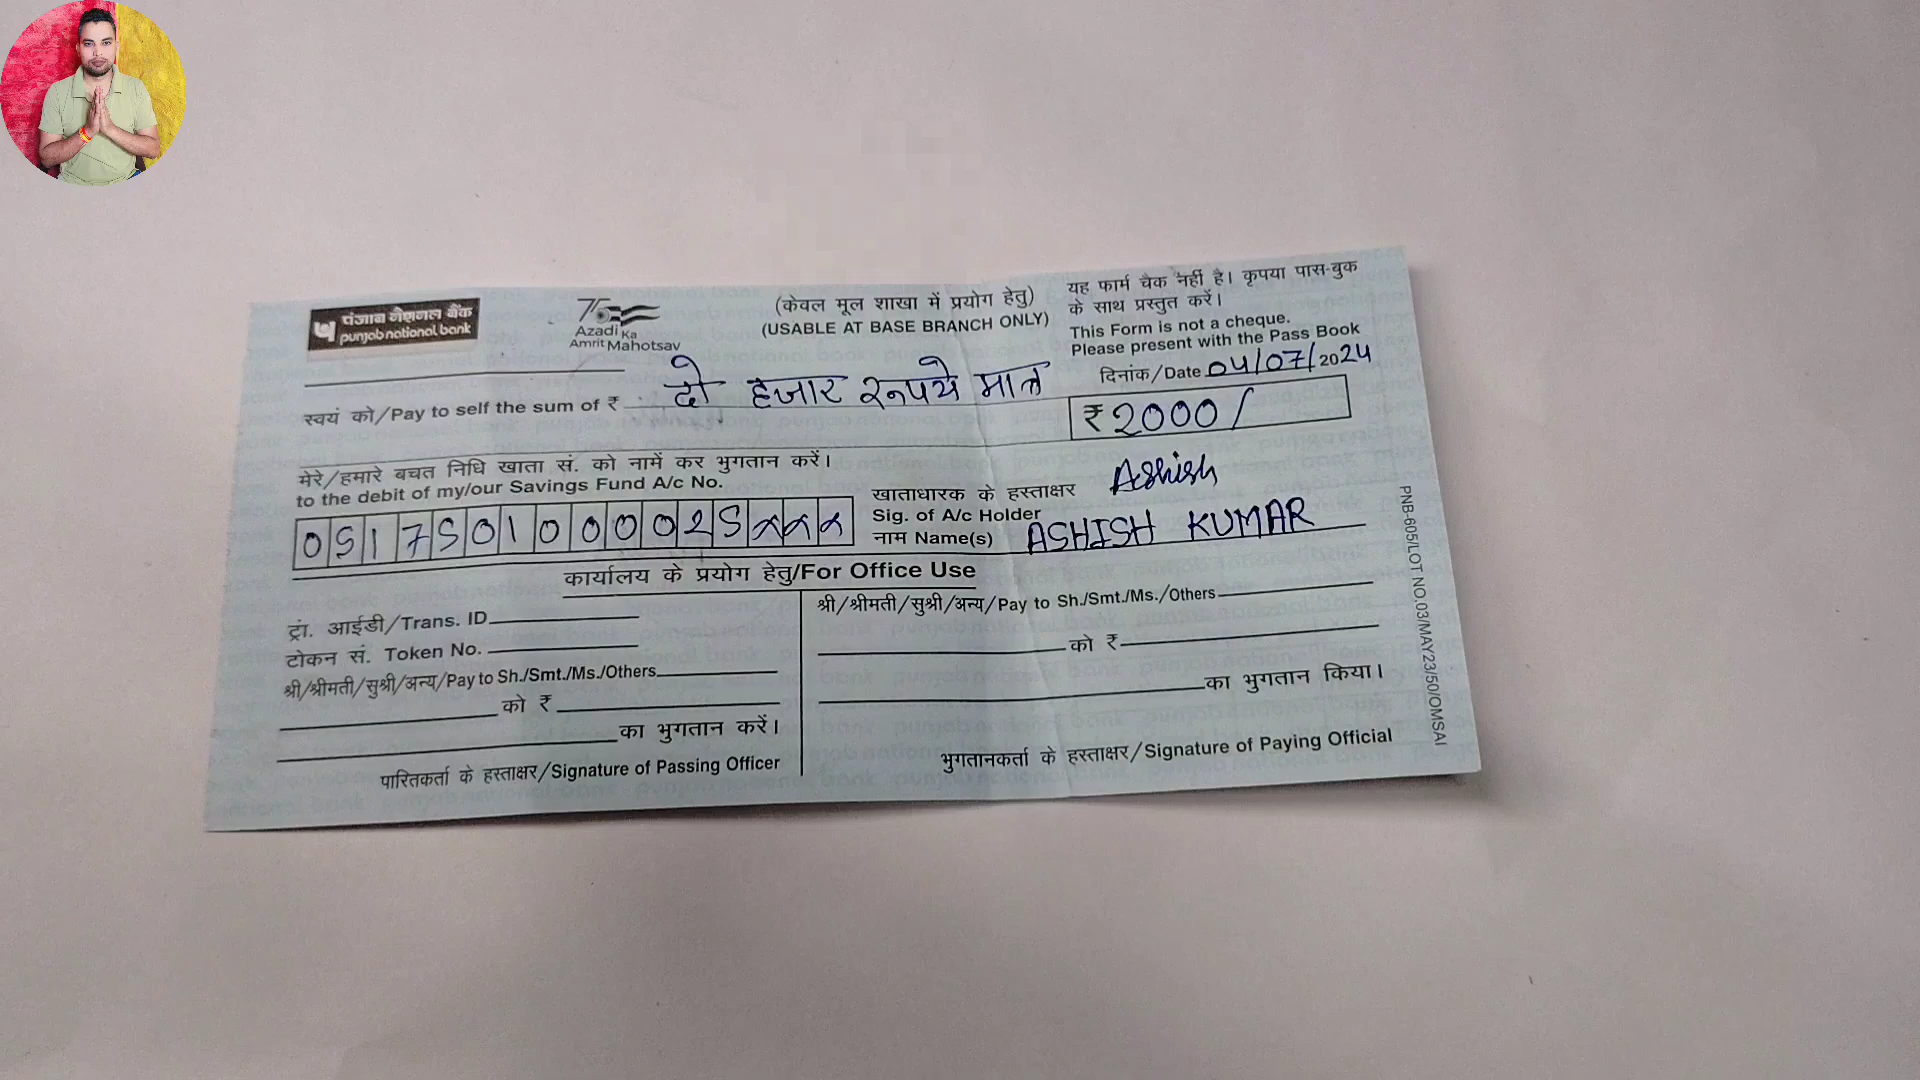 पंजाब नैशनल बैंक
punjab national bank
75
Azadi Ka
Amrit Mahotsav
(केवल मूल शाखा में प्रयोग हेतु)
(USABLE AT BASE BRANCH ONLY)
यह फार्म चैक नहीं है। कृपया पास-बुक
के साथ प्रस्तुत करें।
This Form is not a cheque.
Please present with the Pass Book
दिनांक/Date 04/07/2024
स्वयं को/Pay to self the sum of ₹ दो हजार रूपये मात्र
₹ 2000/
मेरे/हमारे बचत निधि खाता सं. को नामें कर भुगतान करें।
to the debit of my/our Savings Fund A/c No.
0517501000025xxx
खाताधारक के हस्ताक्षर Ashish
Sig. of A/c Holder
नाम Name(s) ASHISH KUMAR
कार्यालय के प्रयोग हेतु/For Office Use
ट्रां. आईडी/Trans. ID
टोकन सं. Token No.
श्री/श्रीमती/सुश्री/अन्य/Pay to Sh./Smt./Ms./Others
को ₹
का भुगतान करें।
पारितकर्ता के हस्ताक्षर/Signature of Passing Officer
श्री/श्रीमती/सुश्री/अन्य/Pay to Sh./Smt./Ms./Others
को ₹
का भुगतान किया।
भुगतानकर्ता के हस्ताक्षर/Signature of Paying Official
PNB-605/LOT NO.03/MAY23/50/OMSAI